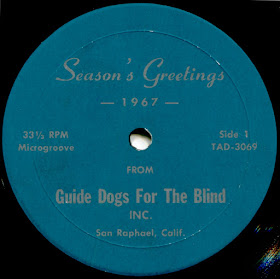 Season's Greetings
— 1967 —
33⅓ RPM
Microgroove
Side 1
TAD-3069
FROM
Guide Dogs For The Blind
INC.
San Raphael, Calif.